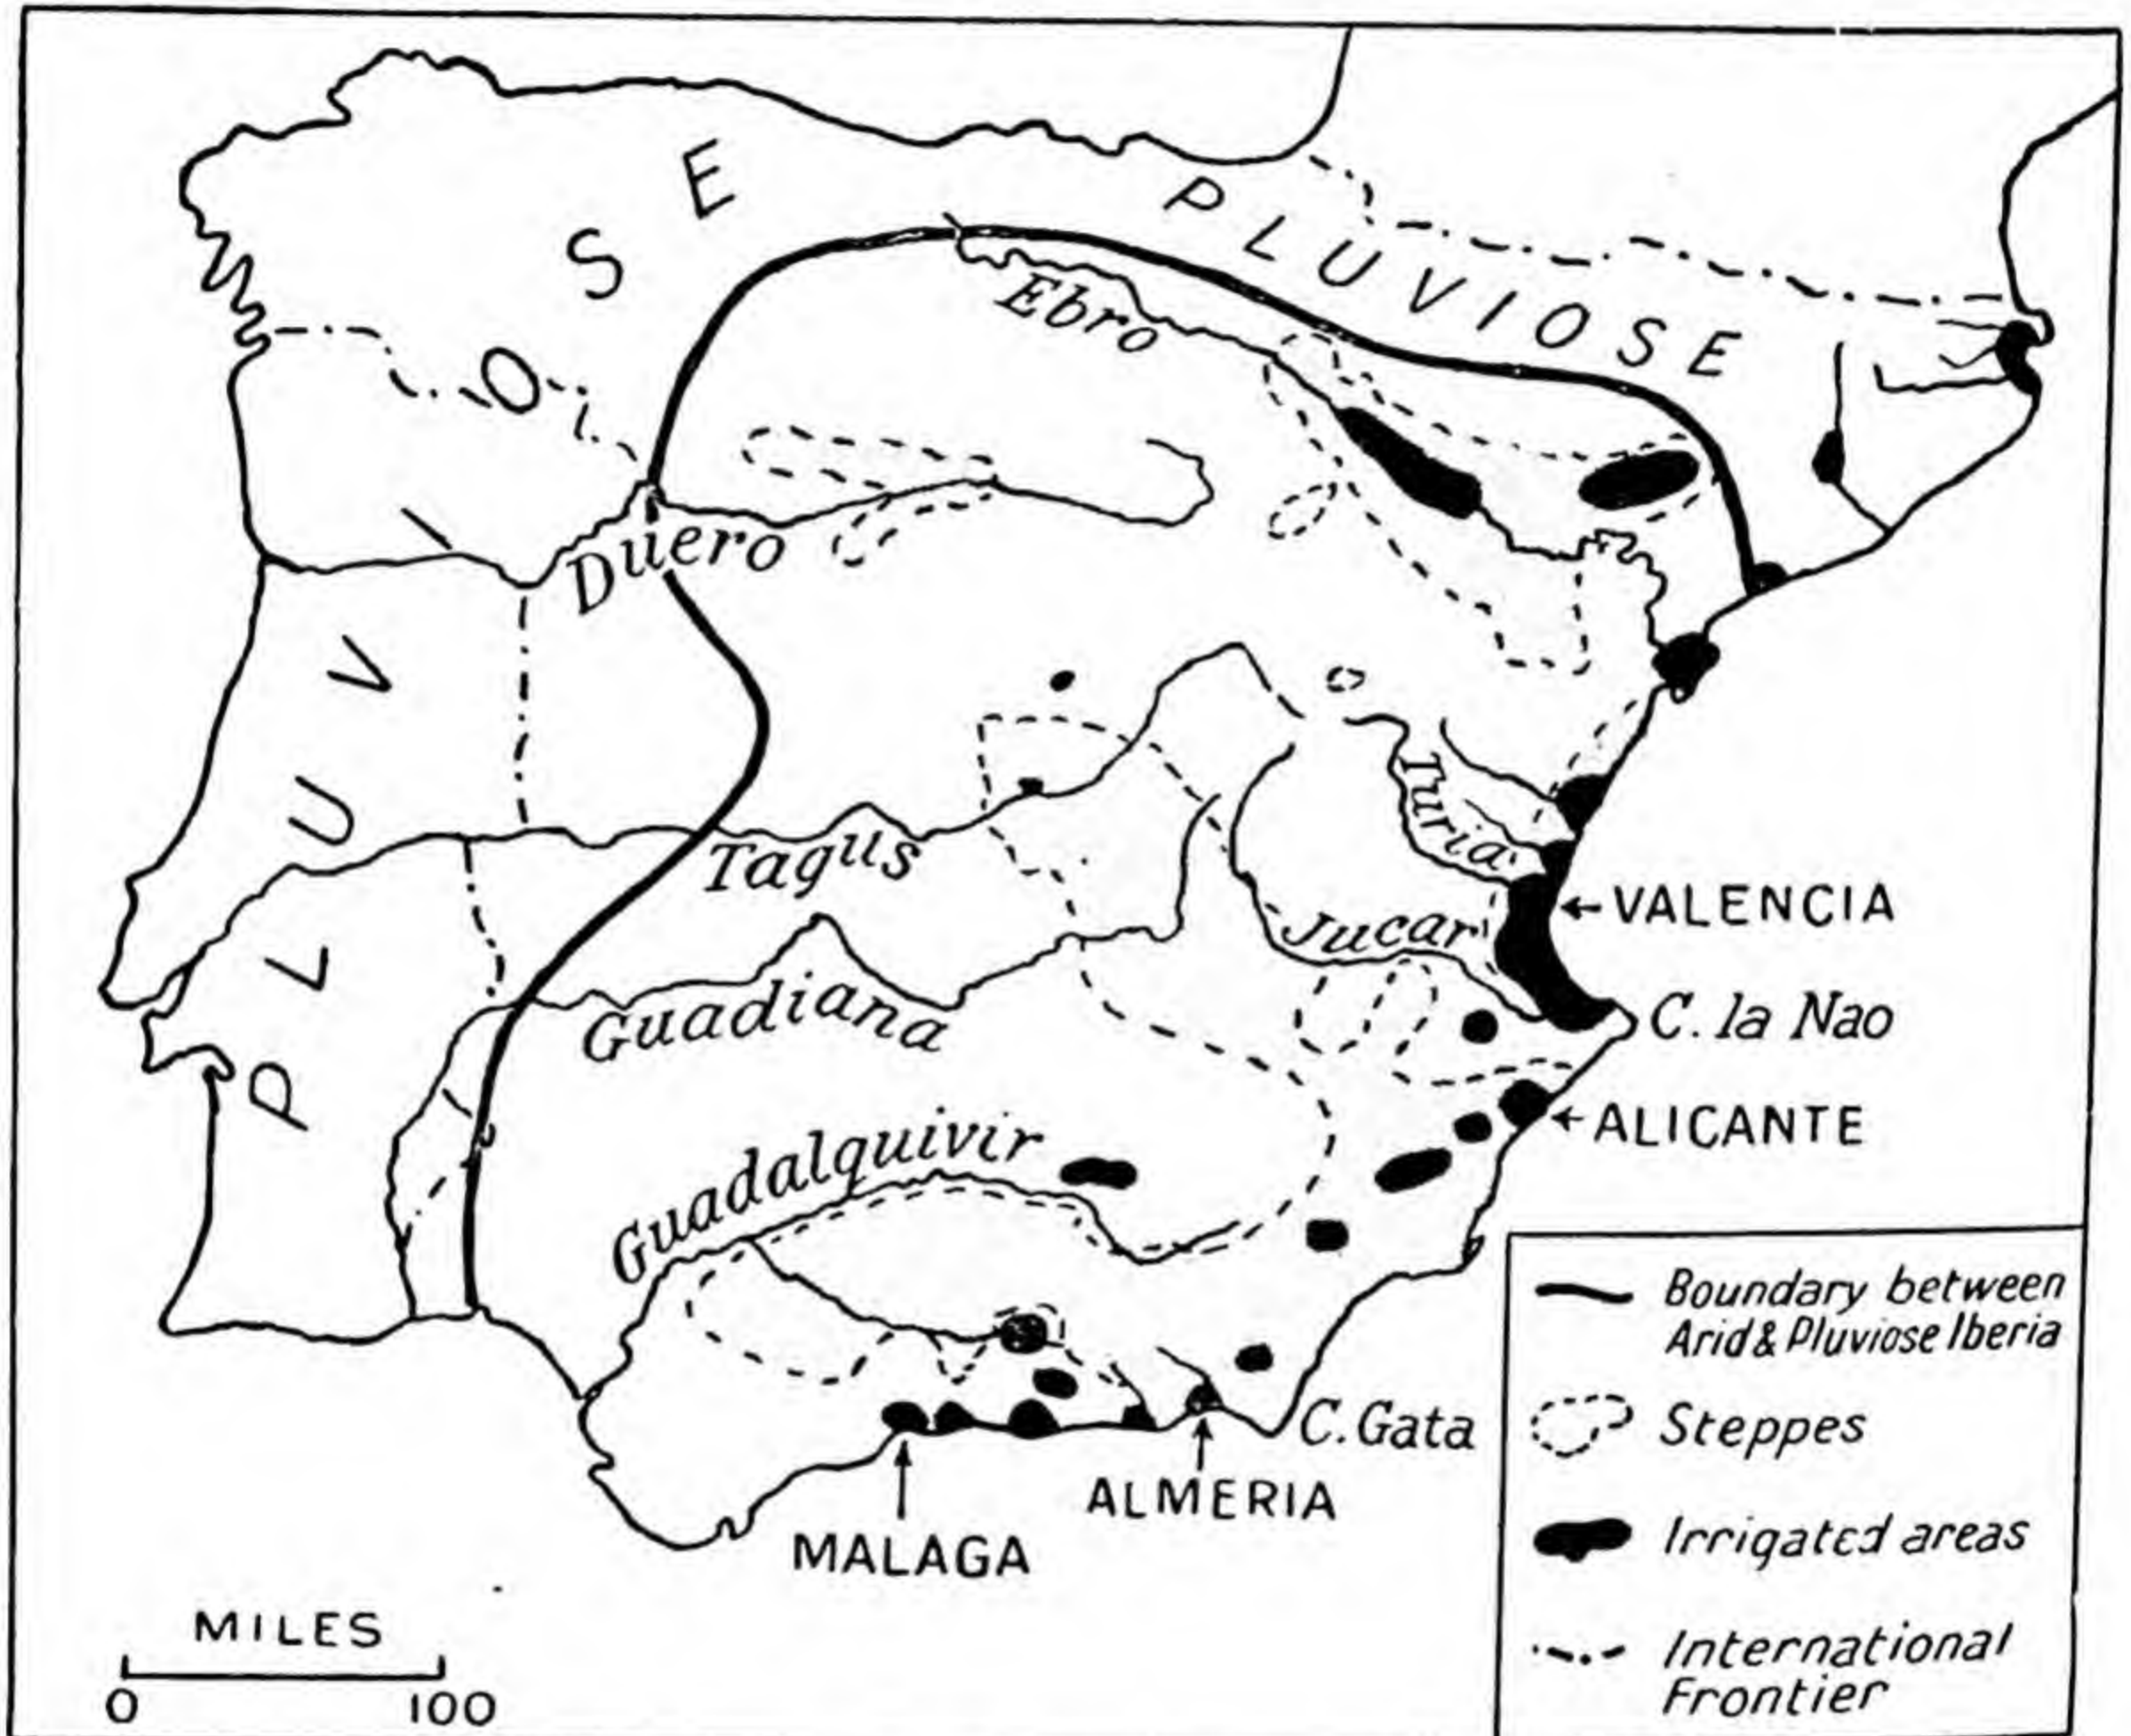 PLUVIOSE
PLUVIOSE
Ebro
Duero
Tagus
Turia
VALENCIA
Jucar
C. la Nao
Guadiana
ALICANTE
Guadalquivir
C. Gata
ALMERIA
MALAGA
MILES
0 100
Boundary between
Arid & Pluviose Iberia
Steppes
Irrigated areas
International
Frontier